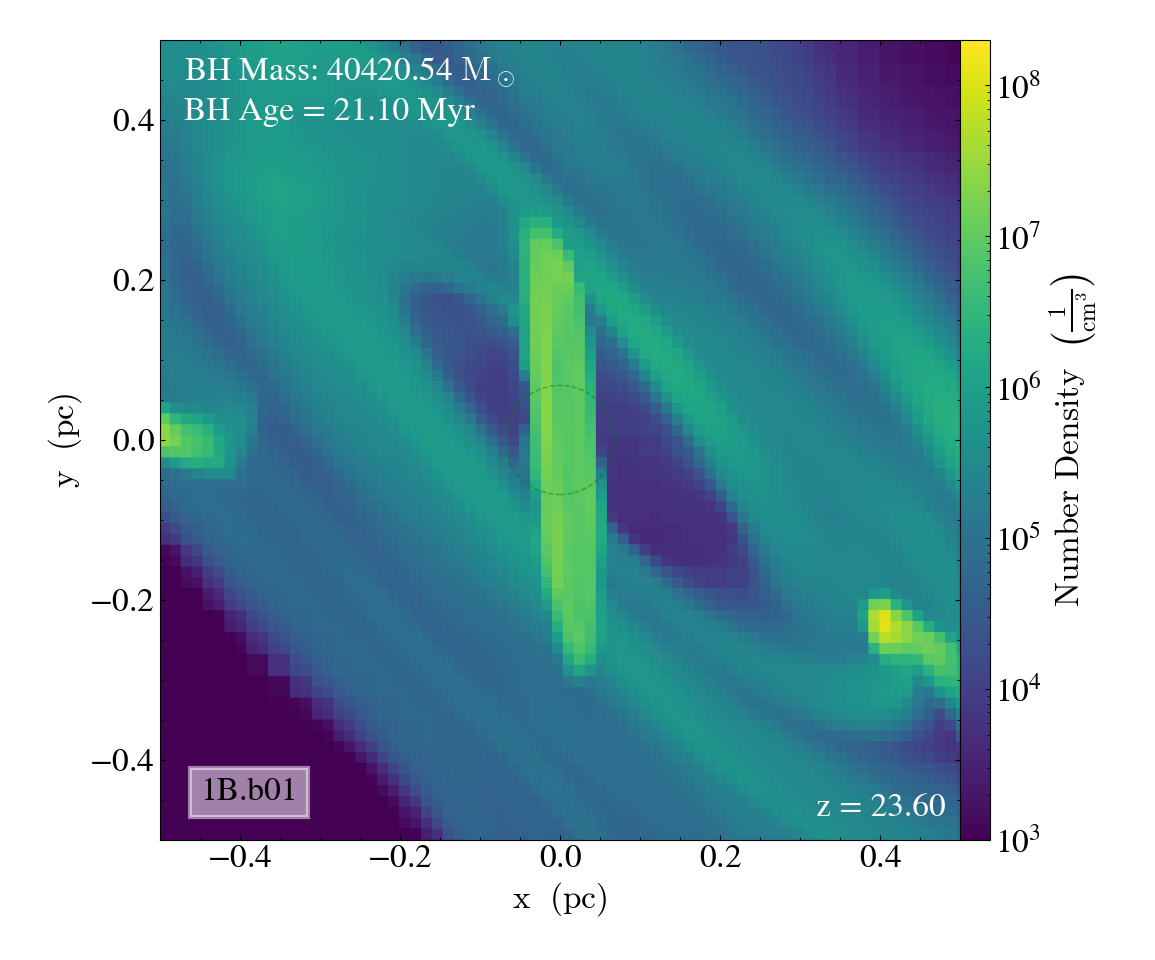 BH Mass: 40420.54 M⊙
BH Age = 21.10 Myr
0.4
0.2
0.0
−0.2
−0.4
y (pc)
1B.b01
z = 23.60
−0.4 −0.2 0.0 0.2 0.4
x (pc)
10⁸
10⁷
10⁶
10⁵
10⁴
10³
Number Density (1/cm³)